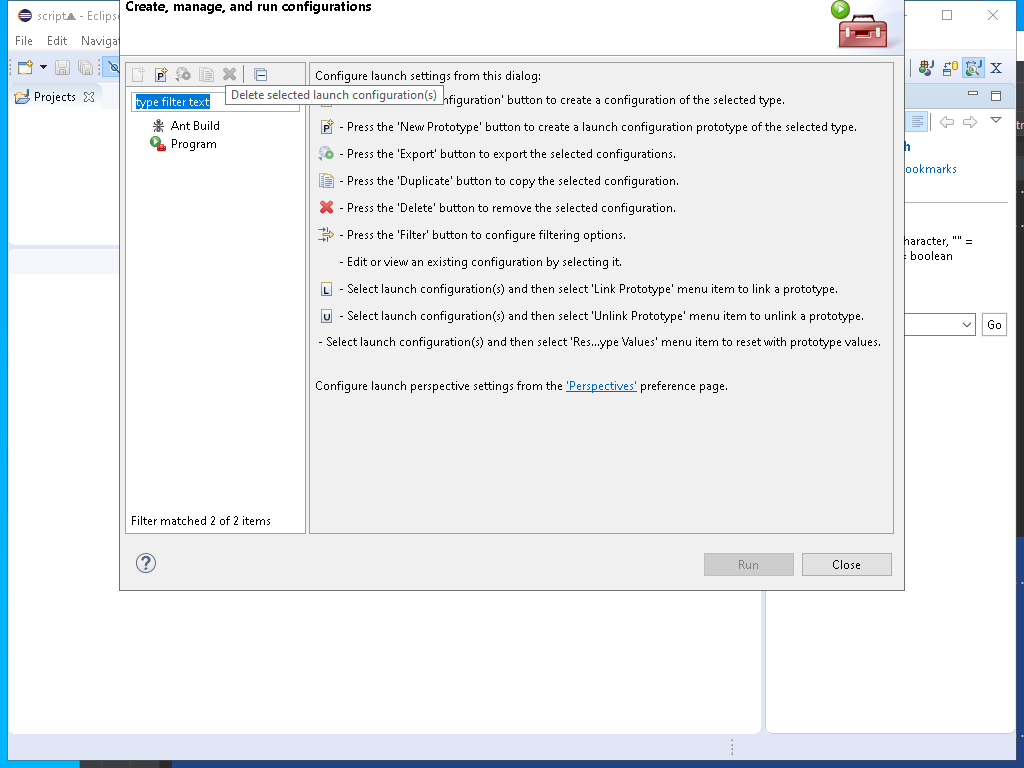 Create, manage, and run configurations
File Edit Naviga
Projects
Configure launch settings from this dialog:
type filter text
Delete selected launch configuration(s)
nfiguration' button to create a configuration of the selected type.
Ant Build
Program
- Press the 'New Prototype' button to create a launch configuration prototype of the selected type.
- Press the 'Export' button to export the selected configurations.
- Press the 'Duplicate' button to copy the selected configuration.
- Press the 'Delete' button to remove the selected configuration.
- Press the 'Filter' button to configure filtering options.
- Edit or view an existing configuration by selecting it.
- Select launch configuration(s) and then select 'Link Prototype' menu item to link a prototype.
- Select launch configuration(s) and then select 'Unlink Prototype' menu item to unlink a prototype.
- Select launch configuration(s) and then select 'Res...ype Values' menu item to reset with prototype values.
Configure launch perspective settings from the 'Perspectives' preference page.
Filter matched 2 of 2 items
Run
Close
ookmarks
haracter, "" =
= boolean
Go